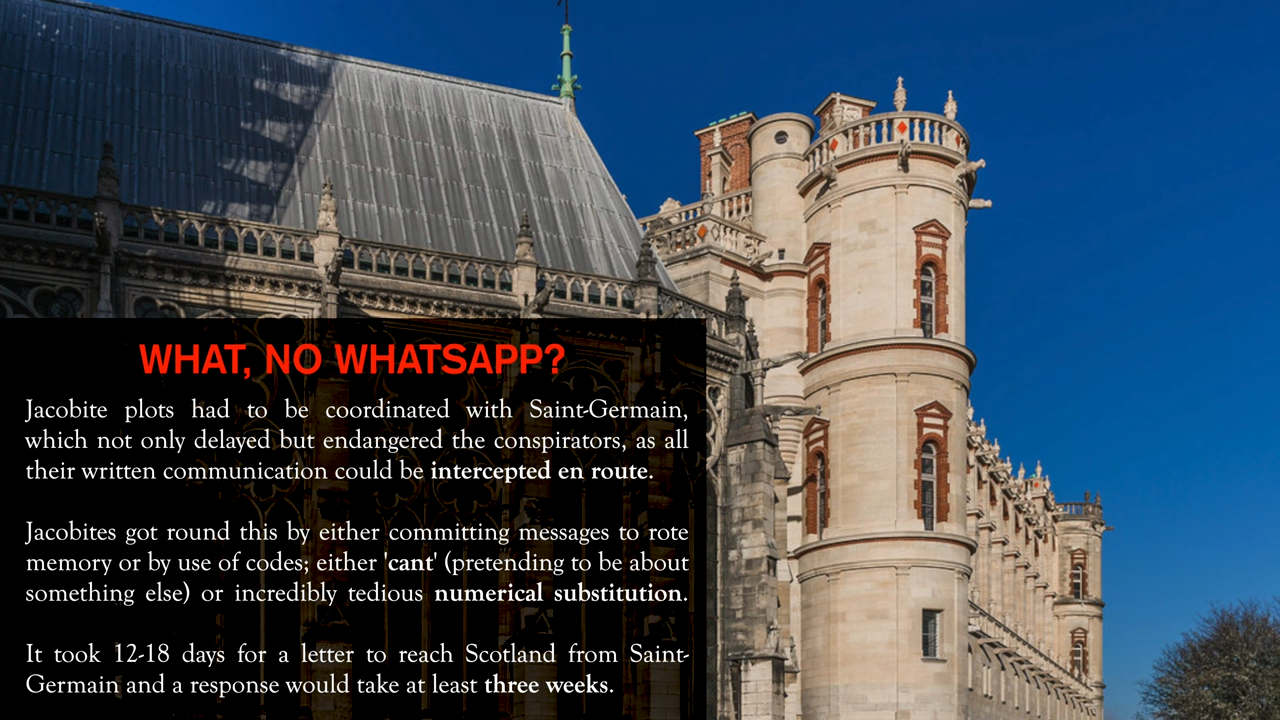 WHAT, NO WHATSAPP?
Jacobite plots had to be coordinated with Saint-Germain,
which not only delayed but endangered the conspirators, as all
their written communication could be intercepted en route.
Jacobites got round this by either committing messages to rote
memory or by use of codes; either 'cant' (pretending to be about
something else) or incredibly tedious numerical substitution.
It took 12-18 days for a letter to reach Scotland from Saint-
Germain and a response would take at least three weeks.